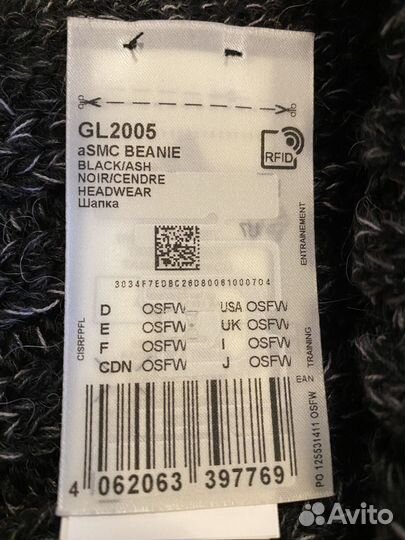 GL2005
aSMC BEANIE
BLACK/ASH
NOIR/CENDRE
HEADWEAR
Шапка
RFID
3034F7EDBC26D80061000704
D OSFW USA OSFW
E OSFW UK OSFW
F OSFW I OSFW
CDN OSFW J OSFW
CISRFPFL
TRAINING ENTRAINEMENT
EAN
PO 125531411 OSFW
4 062063 397769
Avito